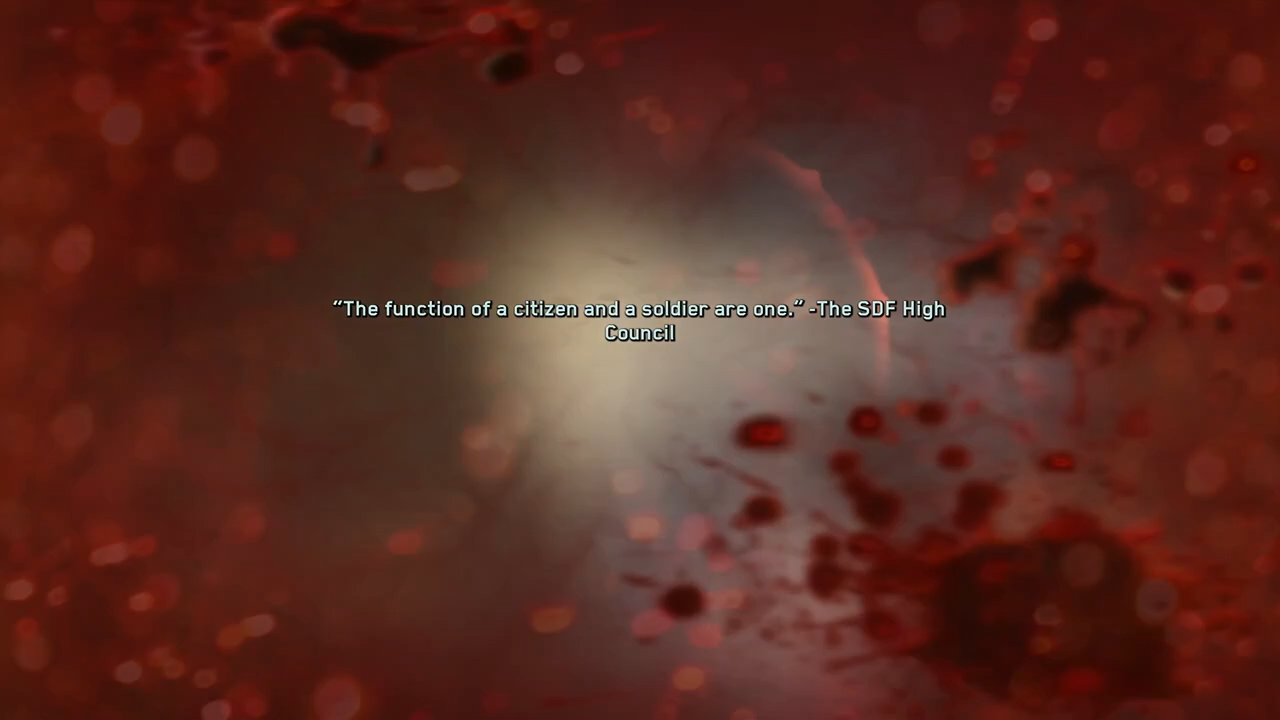 “The function of a citizen and a soldier are one.” -The SDF High
Council